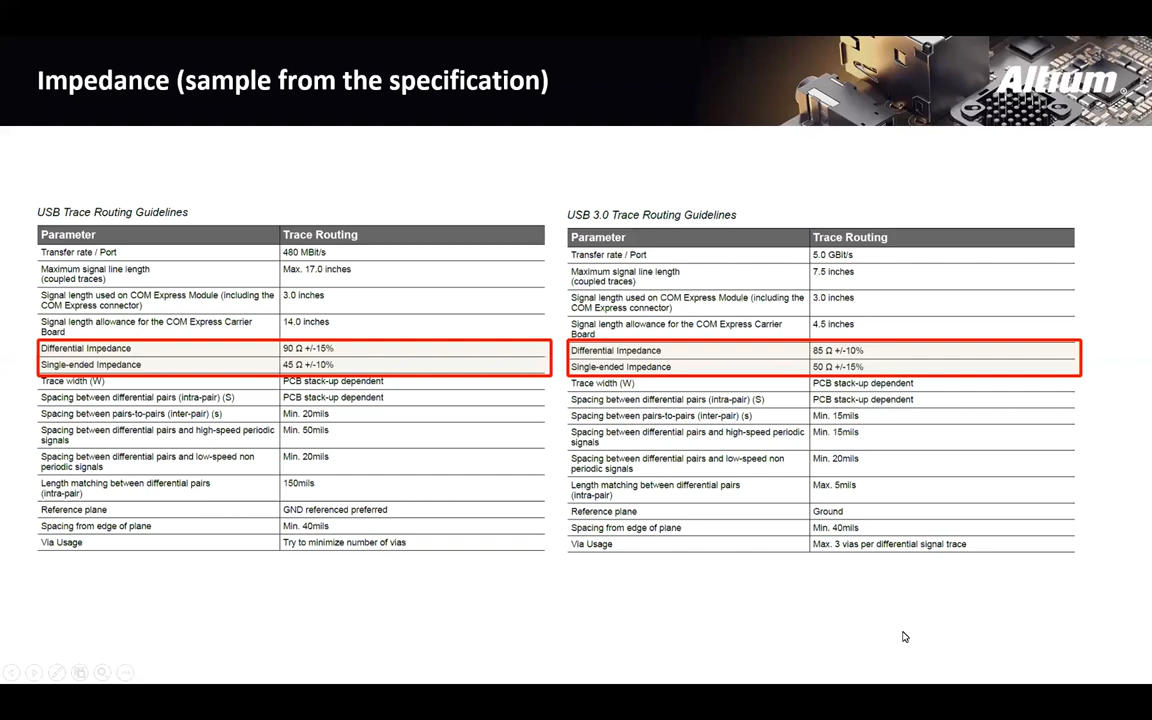 Impedance (sample from the specification)
Altium®
USB Trace Routing Guidelines
Parameter Trace Routing
Transfer rate / Port 480 MBit/s
Maximum signal line length Max. 17.0 inches
(coupled traces)
Signal length used on COM Express Module (including the 3.0 inches
COM Express connector)
Signal length allowance for the COM Express Carrier 14.0 inches
Board
Differential Impedance 90 Ω +/-15%
Single-ended Impedance 45 Ω +/-10%
Trace width (W) PCB stack-up dependent
Spacing between differential pairs (intra-pair) (S) PCB stack-up dependent
Spacing between pairs-to-pairs (inter-pair) (s) Min. 20mils
Spacing between differential pairs and high-speed periodic Min. 50mils
signals
Spacing between differential pairs and low-speed non Min. 20mils
periodic signals
Length matching between differential pairs 150mils
(intra-pair)
Reference plane GND referenced preferred
Spacing from edge of plane Min. 40mils
Via Usage Try to minimize number of vias
USB 3.0 Trace Routing Guidelines
Parameter Trace Routing
Transfer rate / Port 5.0 GBit/s
Maximum signal line length 7.5 inches
(coupled traces)
Signal length used on COM Express Module (including the 3.0 inches
COM Express connector)
Signal length allowance for the COM Express Carrier 4.5 inches
Board
Differential Impedance 85 Ω +/-10%
Single-ended Impedance 50 Ω +/-15%
Trace width (W) PCB stack-up dependent
Spacing between differential pairs (intra-pair) (S) PCB stack-up dependent
Spacing between pairs-to-pairs (inter-pair) (s) Min. 15mils
Spacing between differential pairs and high-speed periodic Min. 15mils
signals
Spacing between differential pairs and low-speed non Min. 20mils
periodic signals
Length matching between differential pairs Max. 5mils
(intra-pair)
Reference plane Ground
Spacing from edge of plane Min. 40mils
Via Usage Max. 3 vias per differential signal trace